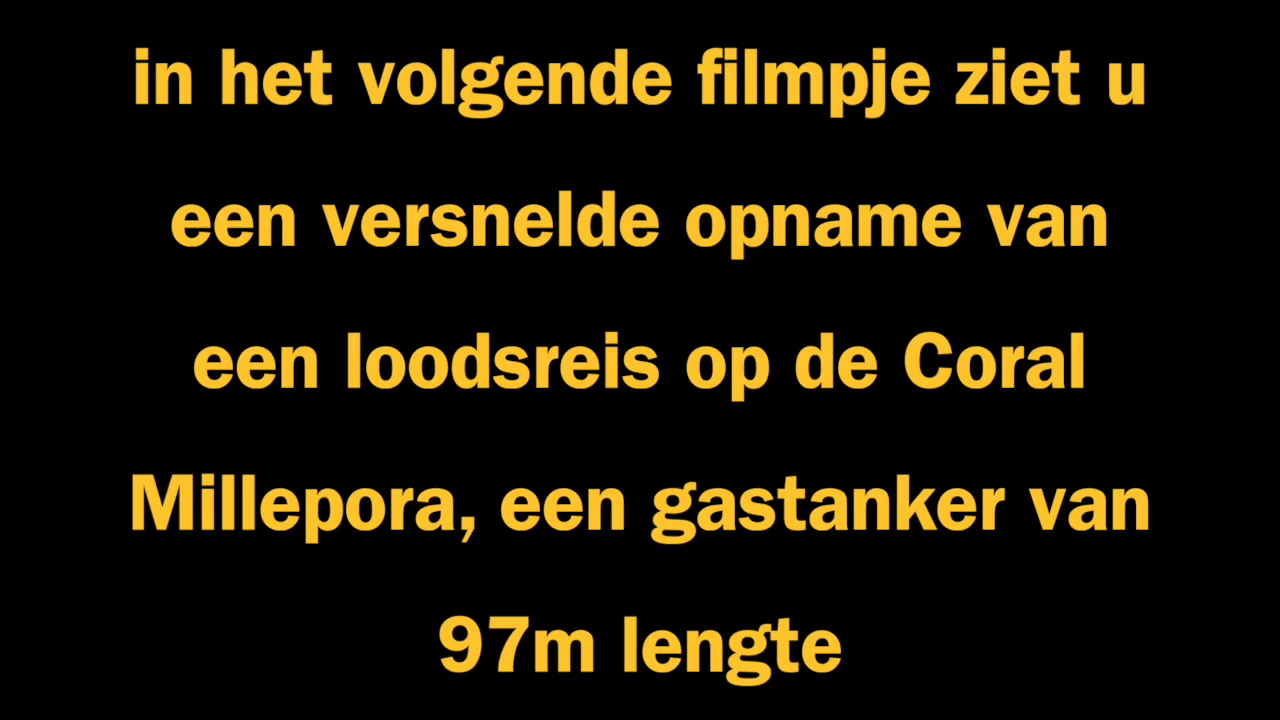 in het volgende filmpje ziet u
een versnelde opname van
een loodsreis op de Coral
Millepora, een gastanker van
97m lengte